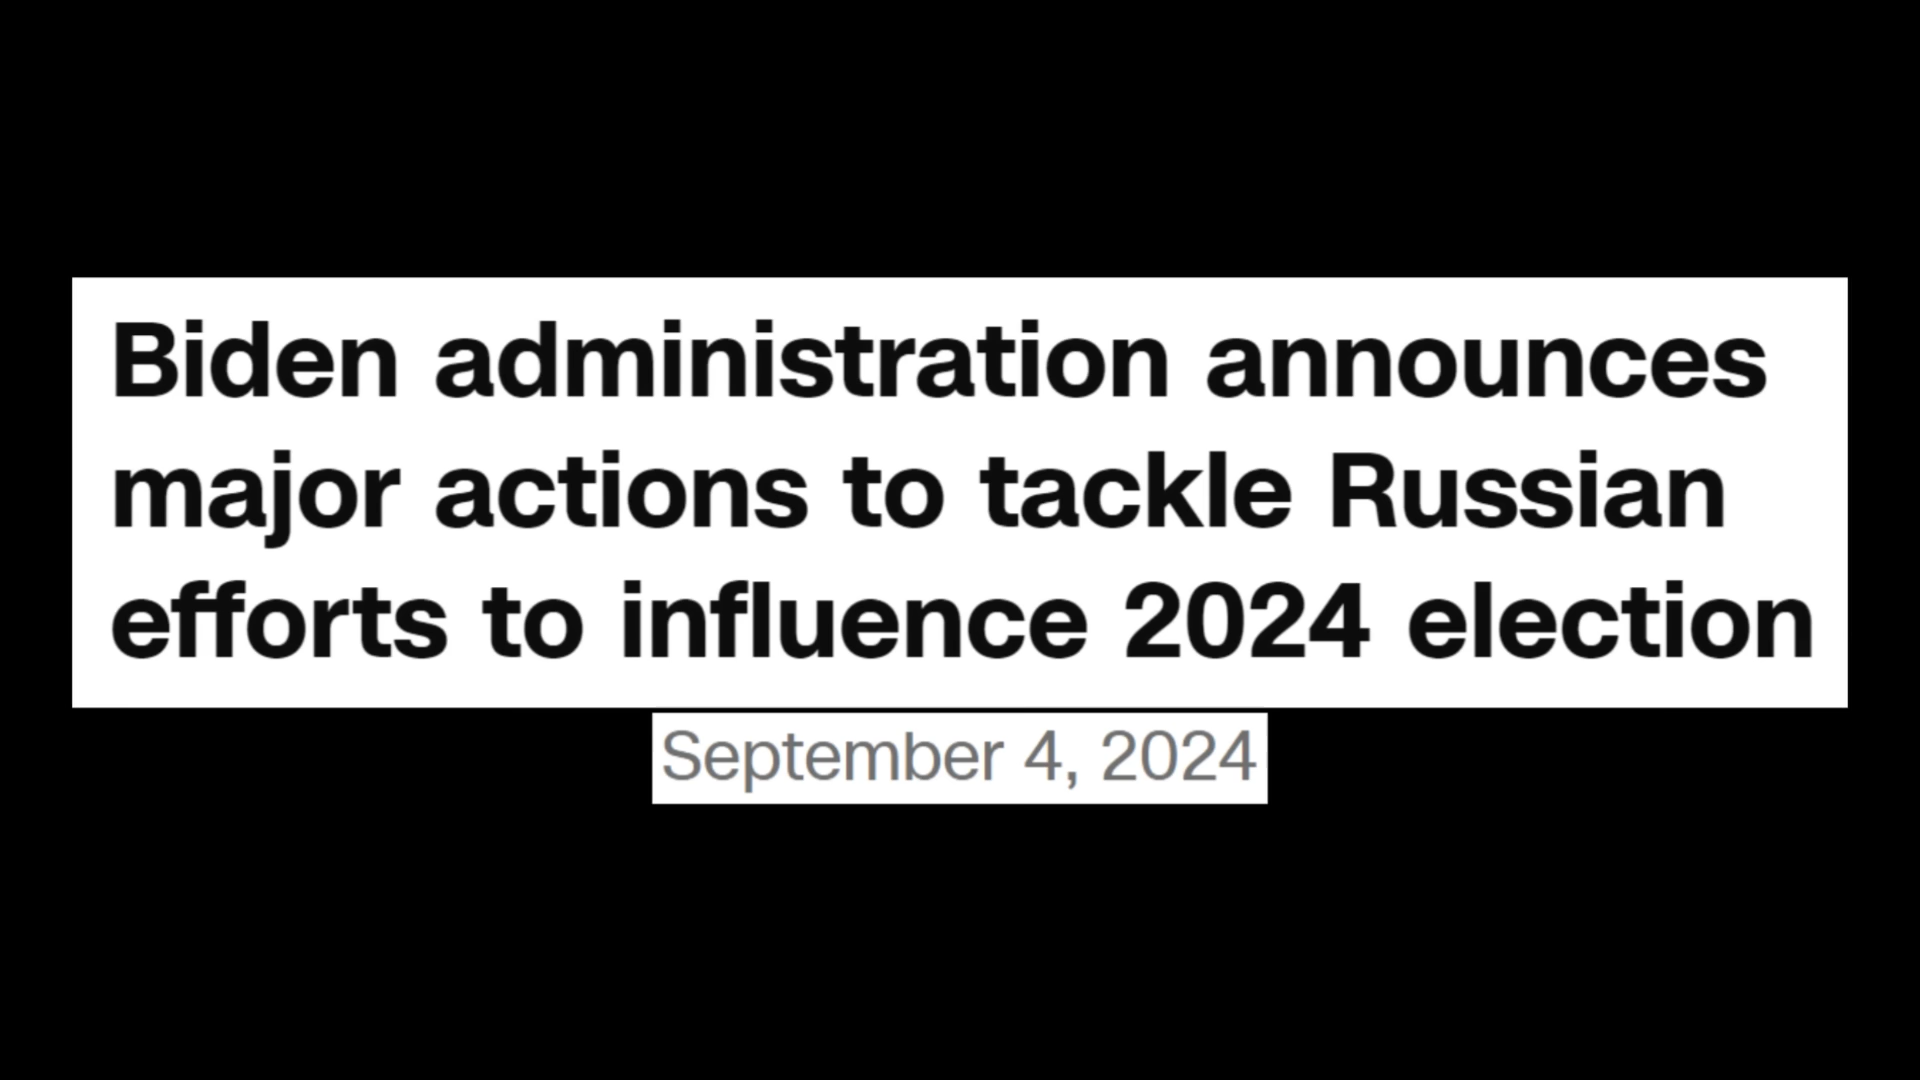 Biden administration announces
major actions to tackle Russian
efforts to influence 2024 election
September 4, 2024